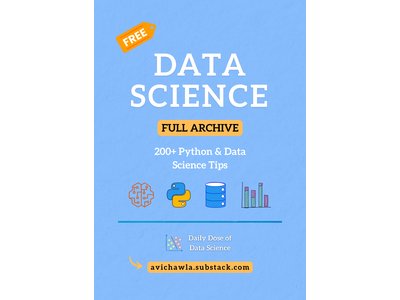 FREE
DATA
SCIENCE
FULL ARCHIVE
200+ Python & Data
Science Tips
Daily Dose of
Data Science
avichawla.substack.com